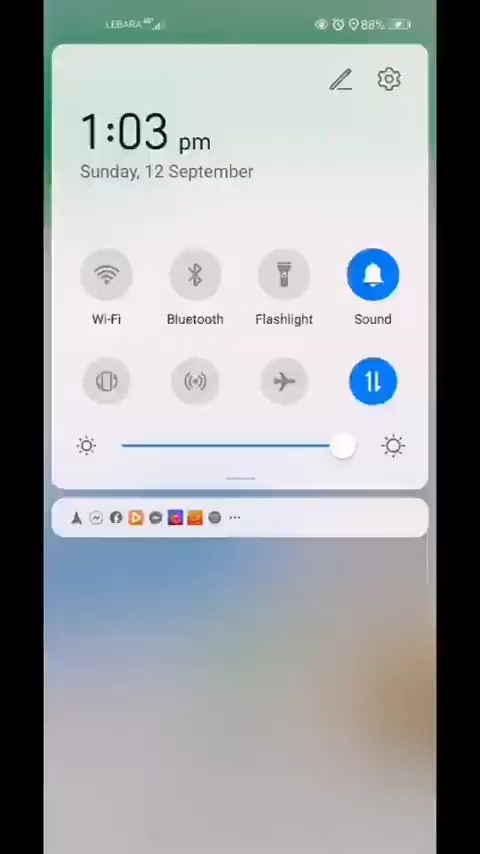 LEBARA 4G 88%
1:03 pm
Sunday, 12 September
Wi-Fi Bluetooth Flashlight Sound